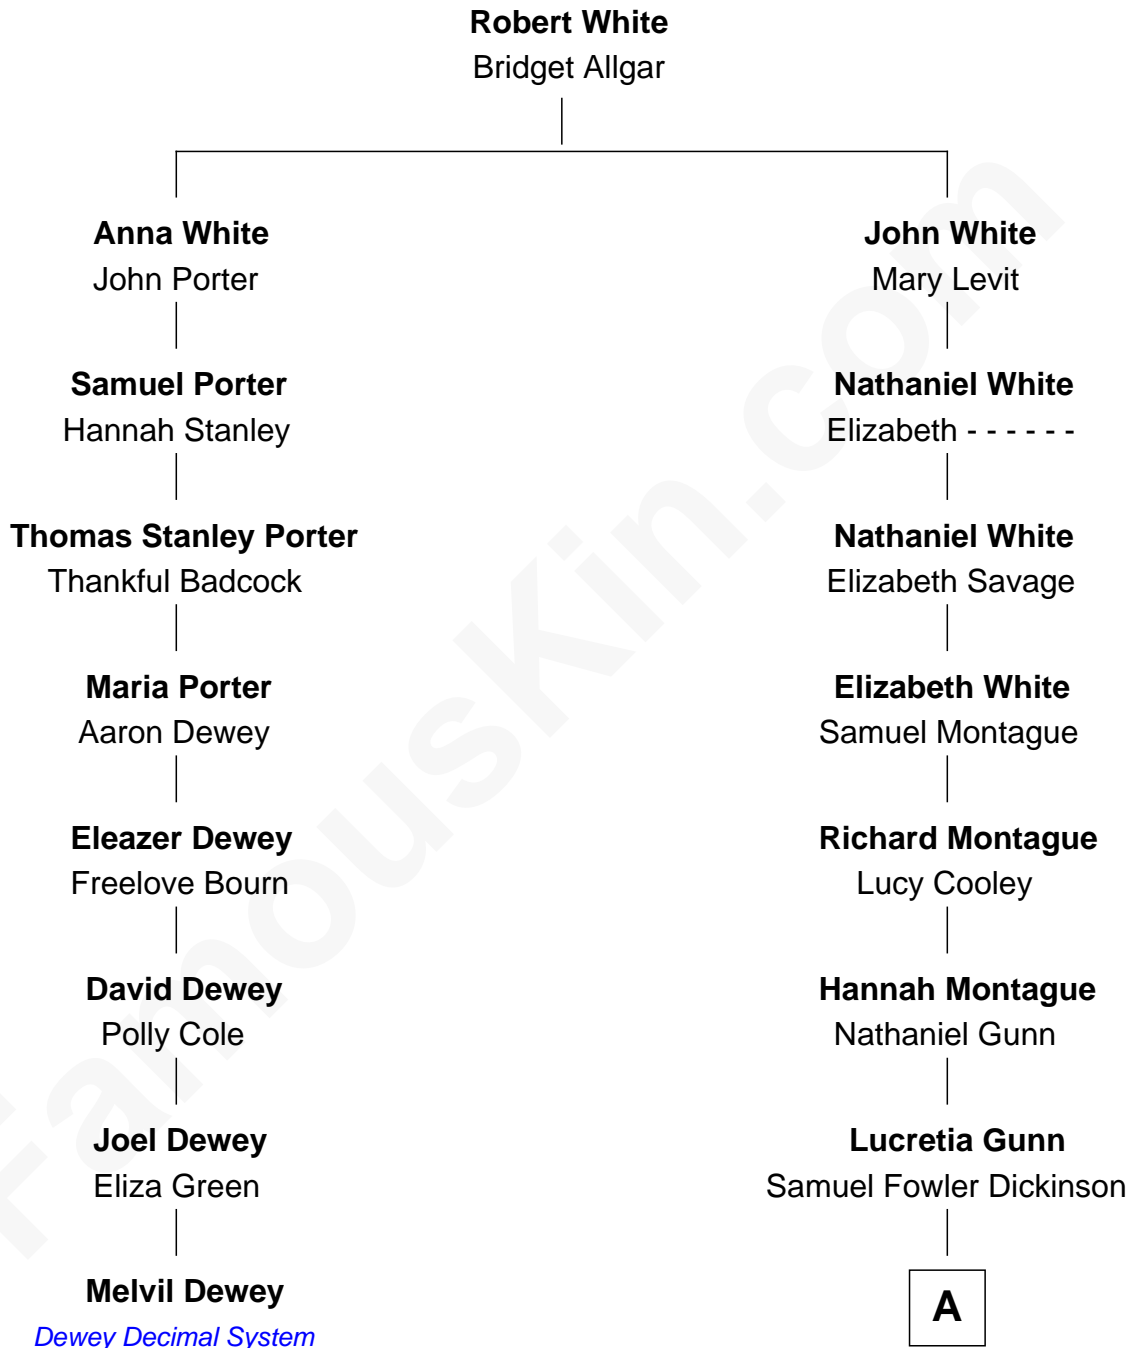 Robert White
Bridget Allgar
Anna White
John Porter
John White
Mary Levit
Samuel Porter
Hannah Stanley
Nathaniel White
Elizabeth - - - - - -
Thomas Stanley Porter
Thankful Badcock
Nathaniel White
Elizabeth Savage
Maria Porter
Aaron Dewey
Elizabeth White
Samuel Montague
Eleazer Dewey
Freelove Bourn
Richard Montague
Lucy Cooley
David Dewey
Polly Cole
Hannah Montague
Nathaniel Gunn
Joel Dewey
Eliza Green
Lucretia Gunn
Samuel Fowler Dickinson
Melvil Dewey
Dewey Decimal System
A
FamousKin.com